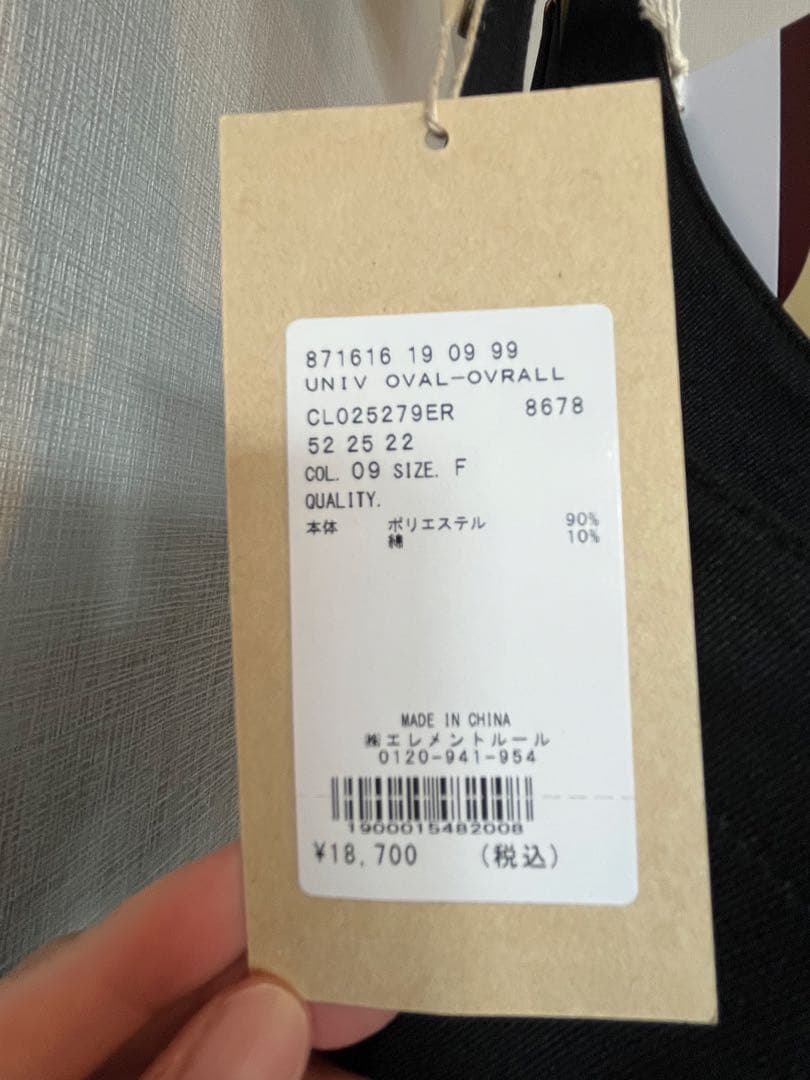 871616 19 09 99
UNIV OVAL-OVRALL
CL025279ER 8678
52 25 22
COL. 09 SIZE. F
QUALITY.
本体 ポリエステル 90%
綿 10%
MADE IN CHINA
㈱エレメントルール
0120-941-954
1900015482008
¥18,700 (税込)